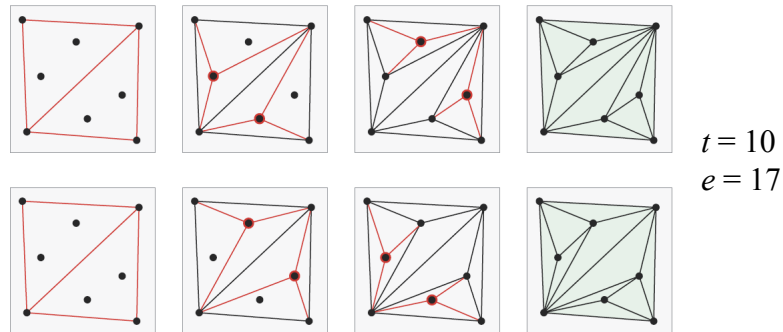 t = 10
e = 17